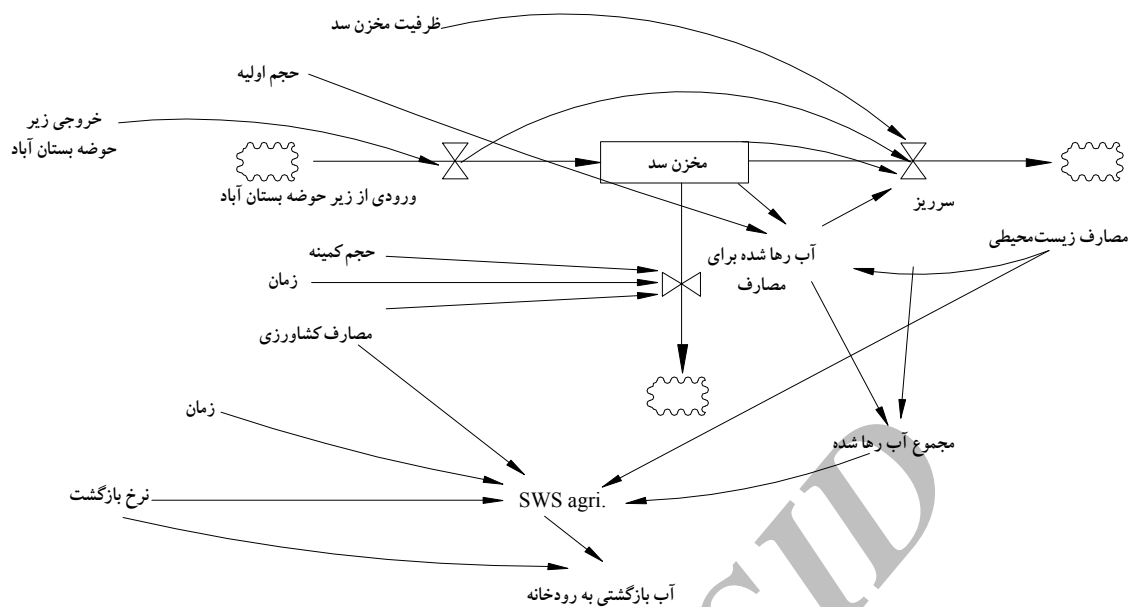 ظرفیت مخزن سد
حجم اولیه
خروجی زیر
حوضه بستان آباد
مخزن سد
ورودی از زیر حوضه بستان آباد
سرریز
مصارف زیست‌محیطی
آب رها شده برای
مصارف
حجم کمینه
زمان
مصارف کشاورزی
زمان
مجموع آب رها شده
نرخ بازگشت
SWS agri.
آب بازگشتی به رودخانه
SID